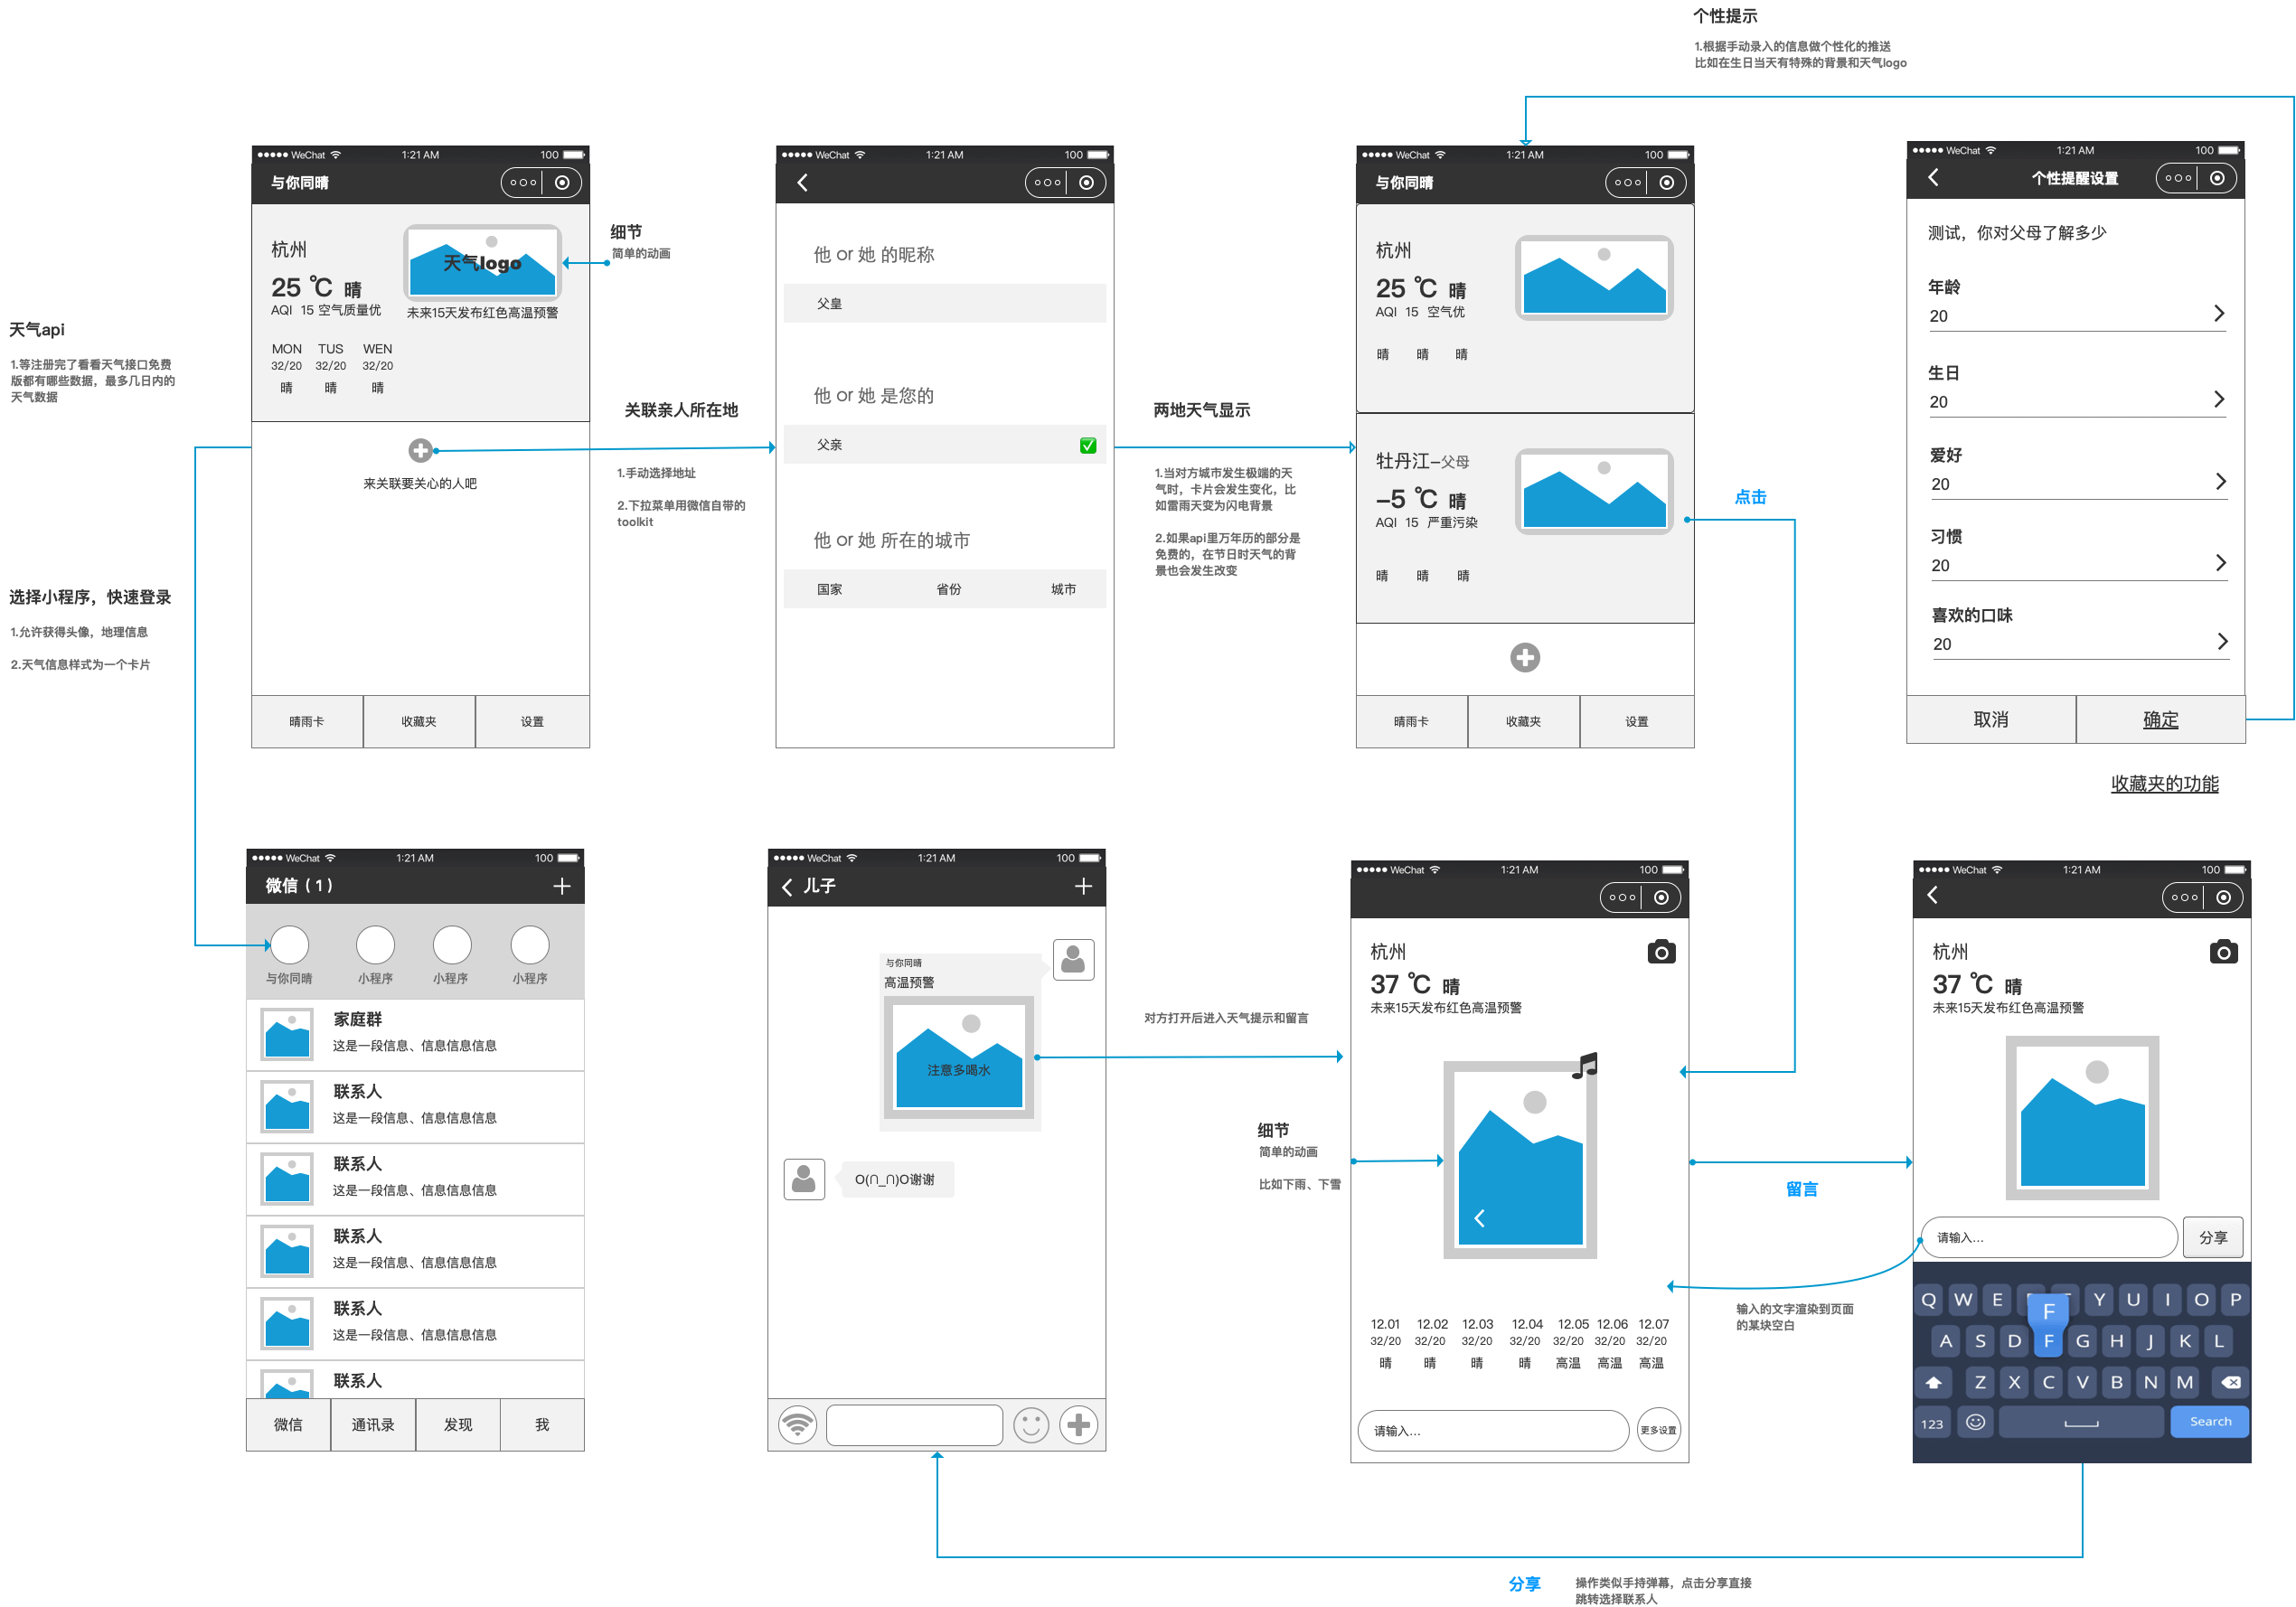 个性提示
1.根据手动录入的信息做个性化的推送
比如在生日当天有特殊的背景和天气logo
WeChat 1:21 AM 100
与你同晴
杭州
25 ℃ 晴
AQI 15 空气质量优
天气logo
未来15天发布红色高温预警
MON TUS WEN
32/20 32/20 32/20
晴 晴 晴
来关联要关心的人吧
晴雨卡 收藏夹 设置
细节
简单的动画
天气api
1.等注册完了看看天气接口免费
版都有哪些数据，最多几日内的
天气数据
选择小程序，快速登录
1.允许获得头像，地理信息
2.天气信息样式为一个卡片
关联亲人所在地
1.手动选择地址
2.下拉菜单用微信自带的
toolkit
WeChat 1:21 AM 100
他 or 她 的昵称
父皇
他 or 她 是您的
父亲
他 or 她 所在的城市
国家 省份 城市
两地天气显示
1.当对方城市发生极端的天
气时，卡片会发生变化，比
如雷雨天变为闪电背景
2.如果api里万年历的部分是
免费的，在节日时天气的背
景也会发生改变
WeChat 1:21 AM 100
与你同晴
杭州
25 ℃ 晴
AQI 15 空气优
晴 晴 晴
牡丹江–父母
–5 ℃ 晴
AQI 15 严重污染
晴 晴 晴
晴雨卡 收藏夹 设置
点击
WeChat 1:21 AM 100
个性提醒设置
测试，你对父母了解多少
年龄
20
生日
20
爱好
20
习惯
20
喜欢的口味
20
取消 确定
收藏夹的功能
WeChat 1:21 AM 100
微信（1）
与你同晴 小程序 小程序 小程序
家庭群
这是一段信息、信息信息信息
联系人
这是一段信息、信息信息信息
联系人
这是一段信息、信息信息信息
联系人
这是一段信息、信息信息信息
联系人
这是一段信息、信息信息信息
联系人
微信 通讯录 发现 我
WeChat 1:21 AM 100
儿子
与你同晴
高温预警
注意多喝水
O(∩_∩)O谢谢
对方打开后进入天气提示和留言
细节
简单的动画
比如下雨、下雪
WeChat 1:21 AM 100
杭州
37 ℃ 晴
未来15天发布红色高温预警
12.01 12.02 12.03 12.04 12.05 12.06 12.07
32/20 32/20 32/20 32/20 32/20 32/20 32/20
晴 晴 晴 晴 高温 高温 高温
请输入... 更多设置
留言
输入的文字渲染到页面
的某块空白
WeChat 1:21 AM 100
杭州
37 ℃ 晴
未来15天发布红色高温预警
请输入... 分享
Q W E Y U I O P
F
A S D F G H J K L
Z X C V B N M
123 Search
分享
操作类似手持弹幕，点击分享直接
跳转选择联系人